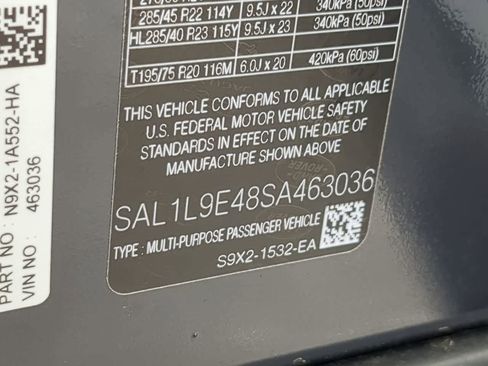 PART NO. N9X2-1A552-HA
VIN NO : 463036
285/45 R22 114Y 9.5J x 22 340kPa (50psi)
HL285/40 R23 115Y 9.5J x 23 340kPa (50psi)
T195/75 R20 116M 6.0J x 20 420kPa (60psi)
THIS VEHICLE CONFORMS TO ALL APPLICABLE
U.S. FEDERAL MOTOR VEHICLE SAFETY
STANDARDS IN EFFECT ON THE DATE OF
MANUFACTURE SHOWN ABOVE
SAL1L9E48SA463036
TYPE : MULTI-PURPOSE PASSENGER VEHICLE
S9X2-1532-EA